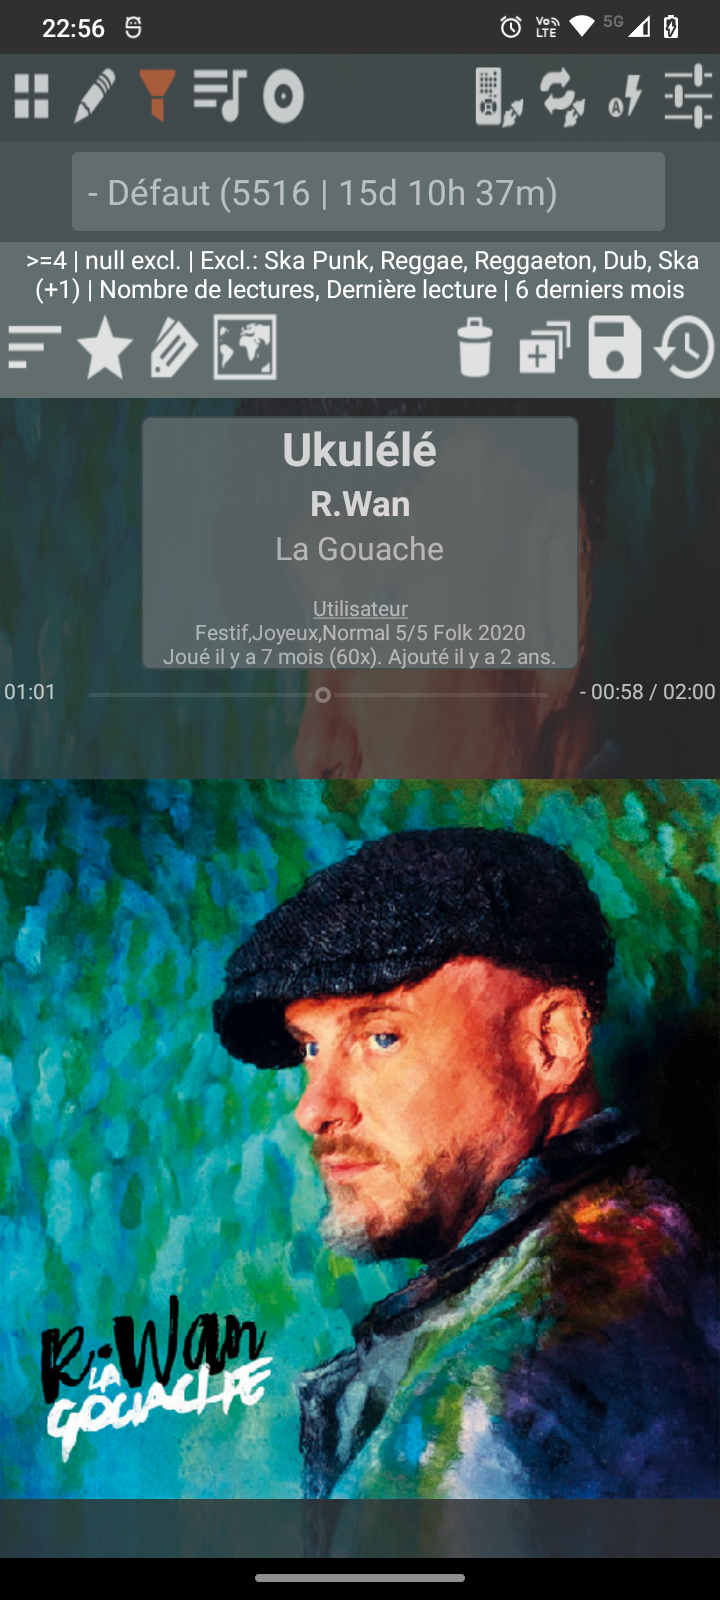 22:56
Vo LTE
5G
A
- Défaut (5516 | 15d 10h 37m)
>=4 | null excl. | Excl.: Ska Punk, Reggae, Reggaeton, Dub, Ska
(+1) | Nombre de lectures, Dernière lecture | 6 derniers mois
Ukulélé
R.Wan
La Gouache
Utilisateur
Festif,Joyeux,Normal 5/5 Folk 2020
Joué il y a 7 mois (60x). Ajouté il y a 2 ans.
01:01
- 00:58 / 02:00
R.Wan
LA
GOUACHE